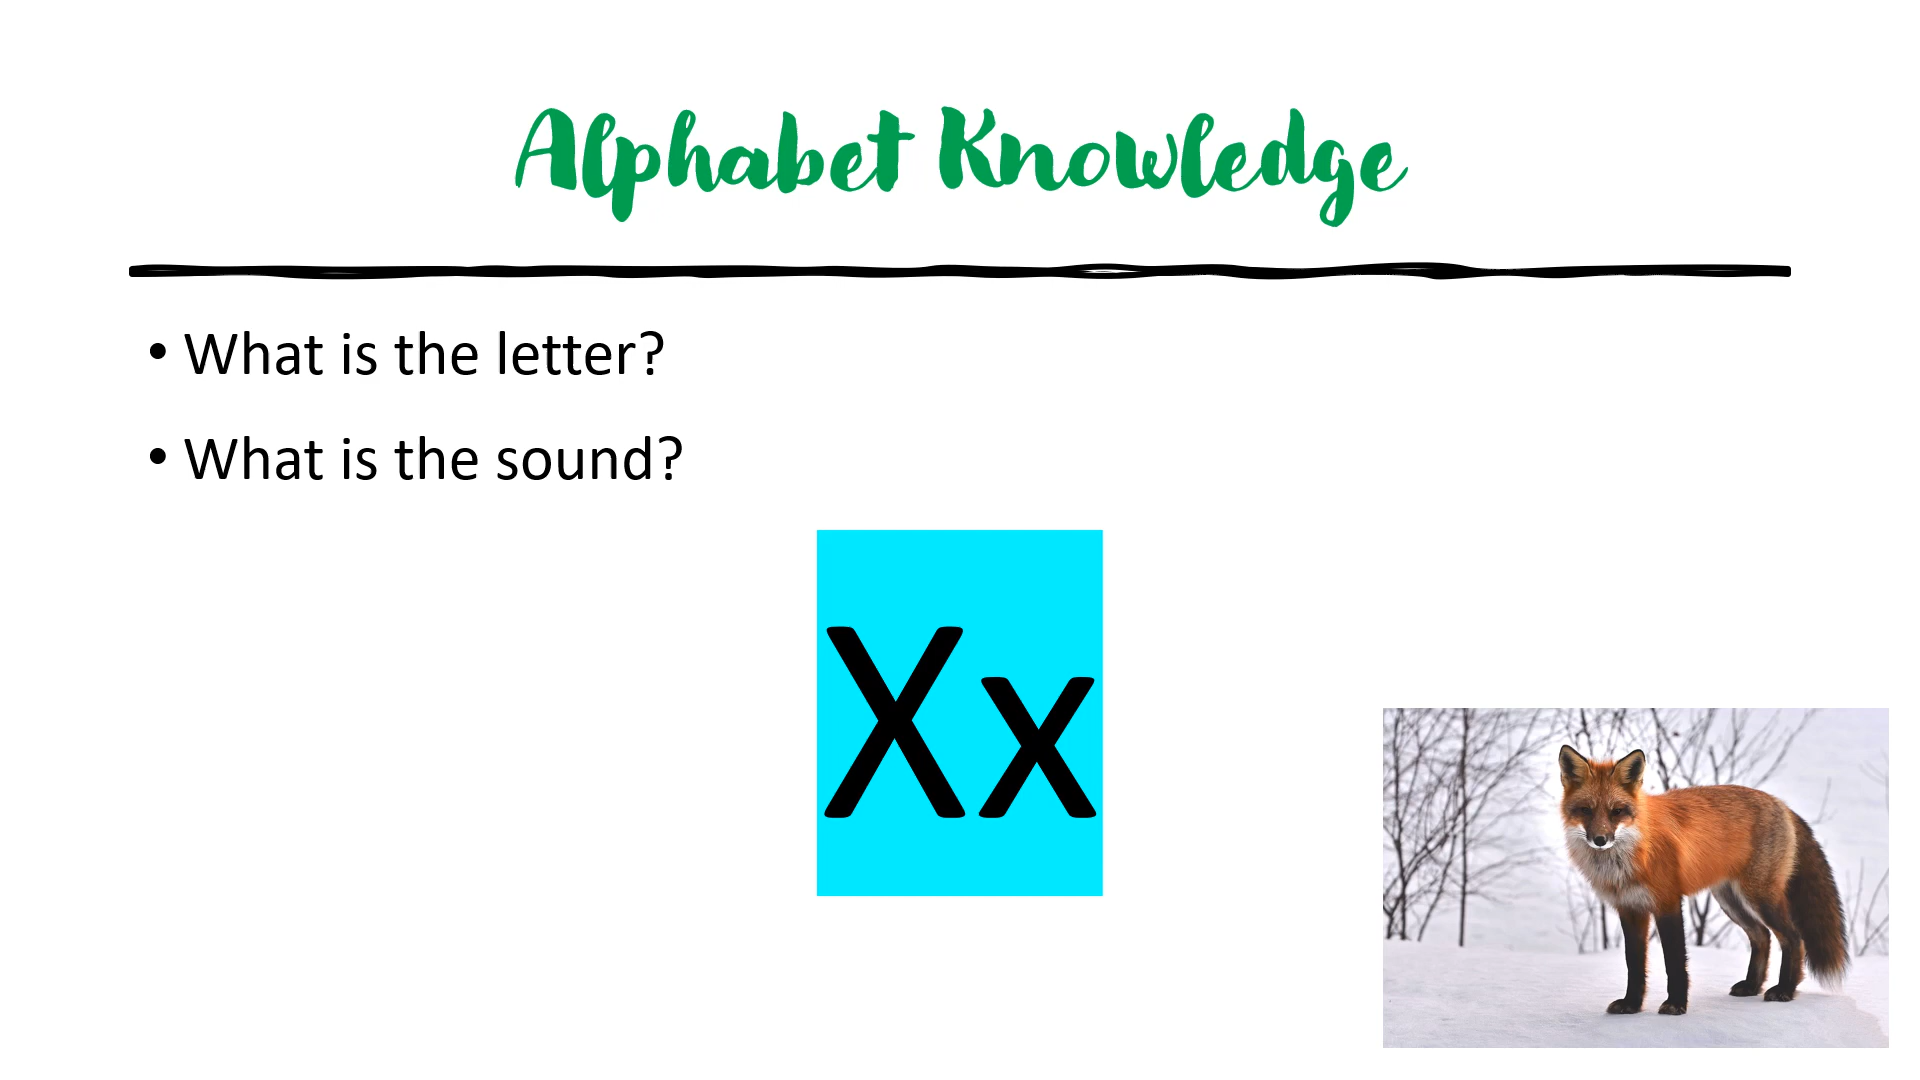 Alphabet Knowledge
• What is the letter?
• What is the sound?
Xx